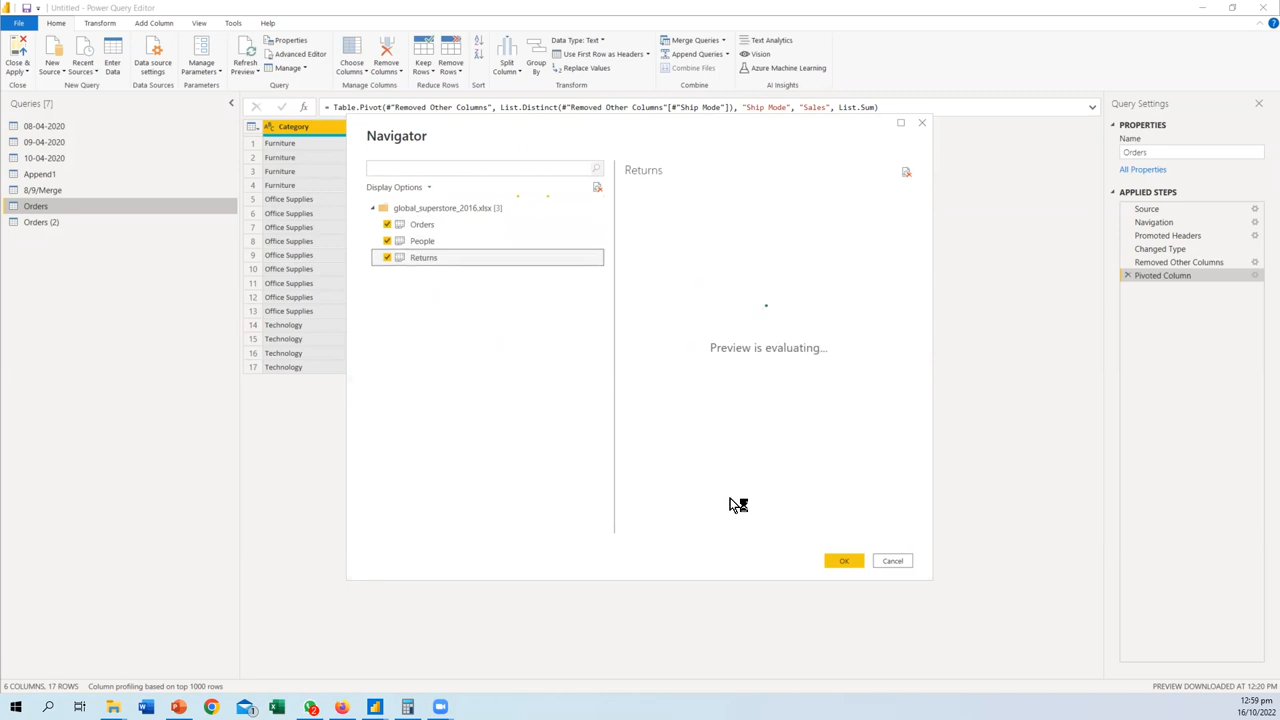 Untitled - Power Query Editor
File Home Transform Add Column View Tools Help
Close & Apply
New Source
Recent Sources
Enter Data
Data source settings
Manage Parameters
Refresh Preview
Properties
Advanced Editor
Manage
Choose Columns
Remove Columns
Keep Rows
Remove Rows
Split Column
Group By
Data Type: Text
Use First Row as Headers
Replace Values
Merge Queries
Append Queries
Combine Files
Text Analytics
Vision
Azure Machine Learning
Close New Query Data Sources Parameters Query Manage Columns Reduce Rows Sort Transform Combine AI Insights
Queries [7]
08-04-2020
09-04-2020
10-04-2020
Append1
8/9/Merge
Orders
Orders (2)
= Table.Pivot(#"Removed Other Columns", List.Distinct(#"Removed Other Columns"[#"Ship Mode"]), "Ship Mode", "Sales", List.Sum)
Category
1 Furniture
2 Furniture
3 Furniture
4 Furniture
5 Office Supplies
6 Office Supplies
7 Office Supplies
8 Office Supplies
9 Office Supplies
10 Office Supplies
11 Office Supplies
12 Office Supplies
13 Office Supplies
14 Technology
15 Technology
16 Technology
17 Technology
Navigator
Display Options
global_superstore_2016.xlsx [3]
Orders
People
Returns
Returns
Preview is evaluating...
OK
Cancel
Query Settings
PROPERTIES
Name
Orders
All Properties
APPLIED STEPS
Source
Navigation
Promoted Headers
Changed Type
Removed Other Columns
Pivoted Column
6 COLUMNS, 17 ROWS Column profiling based on top 1000 rows
PREVIEW DOWNLOADED AT 12:20 PM
12:59 pm
16/10/2022